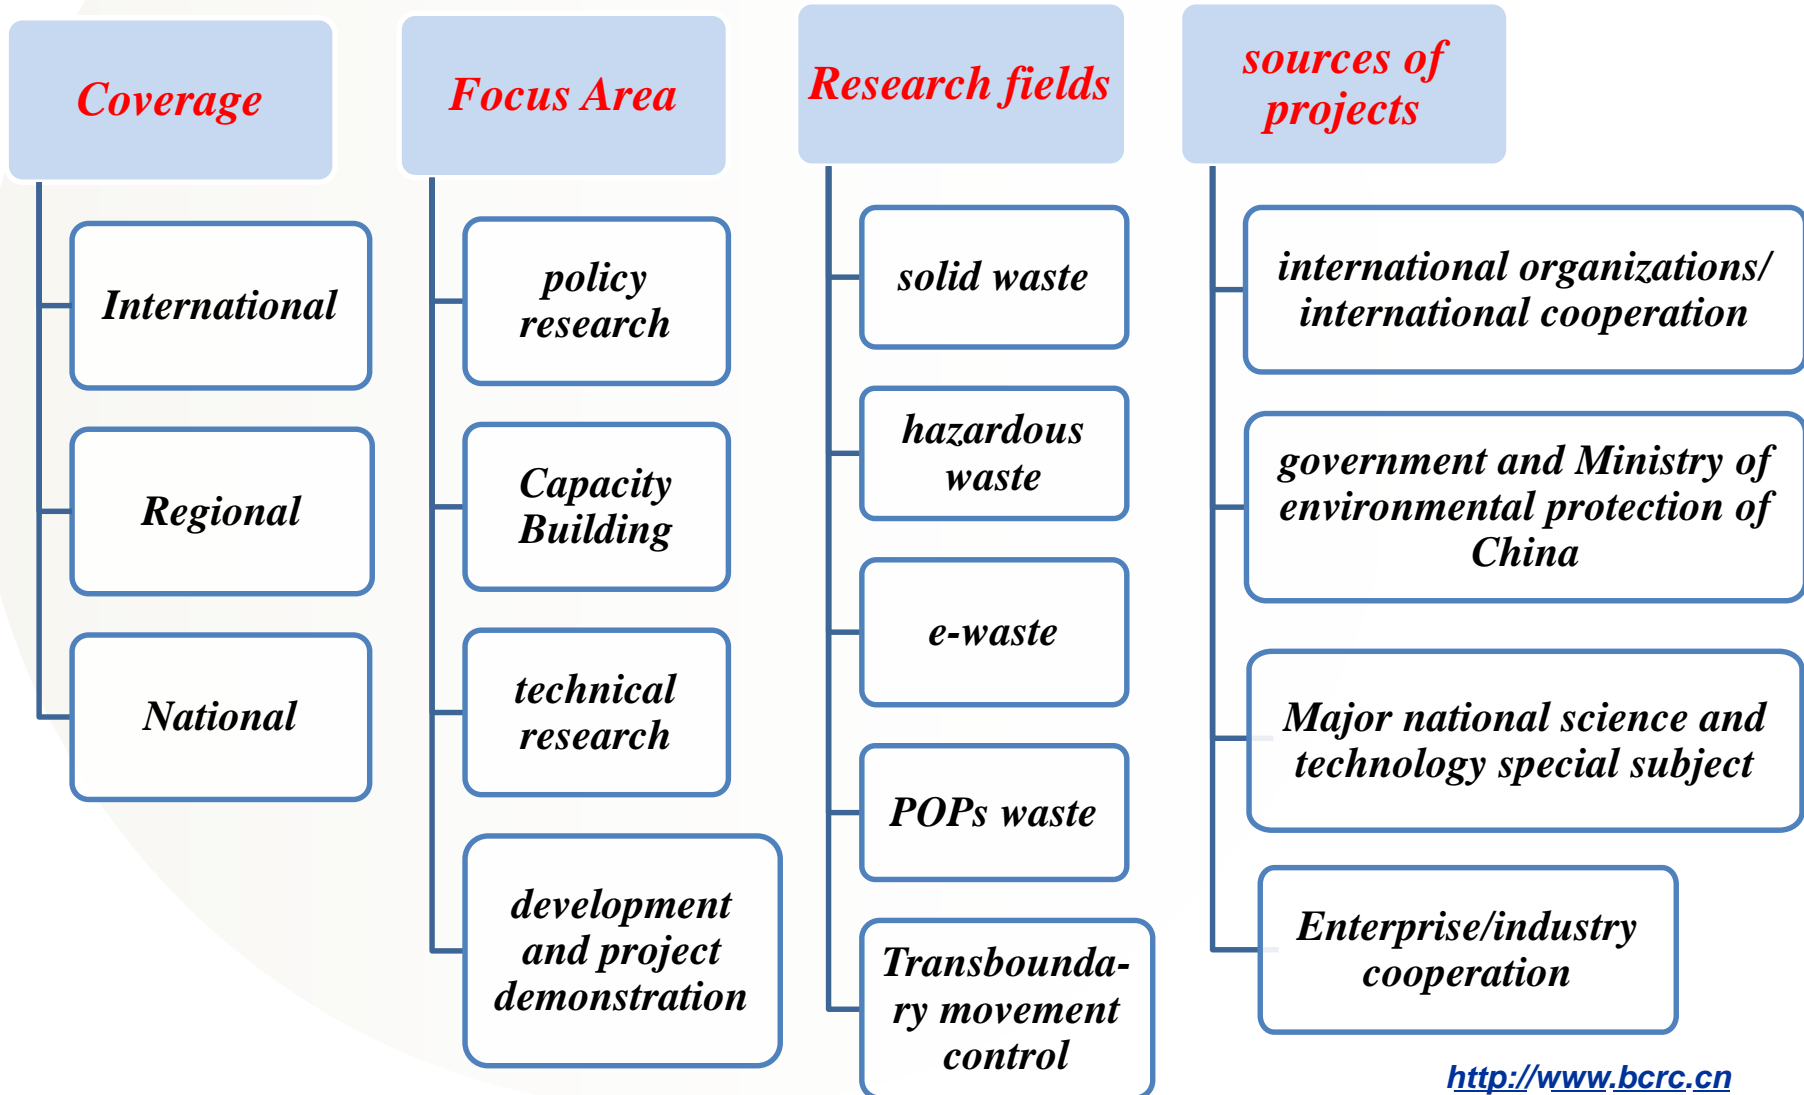 Coverage
International
Regional
National
Focus Area
policy
research
Capacity
Building
technical
research
development
and project
demonstration
Research fields
solid waste
hazardous
waste
e-waste
POPs waste
Transbounda-
ry movement
control
sources of
projects
international organizations/
international cooperation
government and Ministry of
environmental protection of
China
Major national science and
technology special subject
Enterprise/industry
cooperation
http://www.bcrc.cn